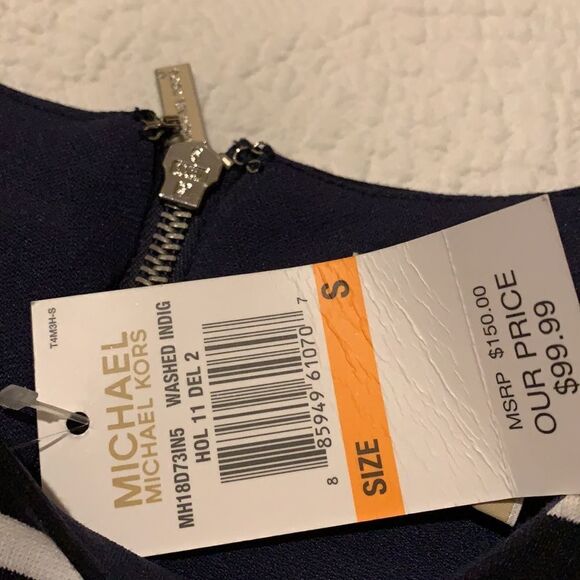 T4M3H-S
MICHAEL
MICHAEL KORS
MH18D73IN5 WASHED INDIG
HOL 11 DEL 2
8 85949 61070 7
SIZE S
MSRP $150.00
OUR PRICE
$99.99